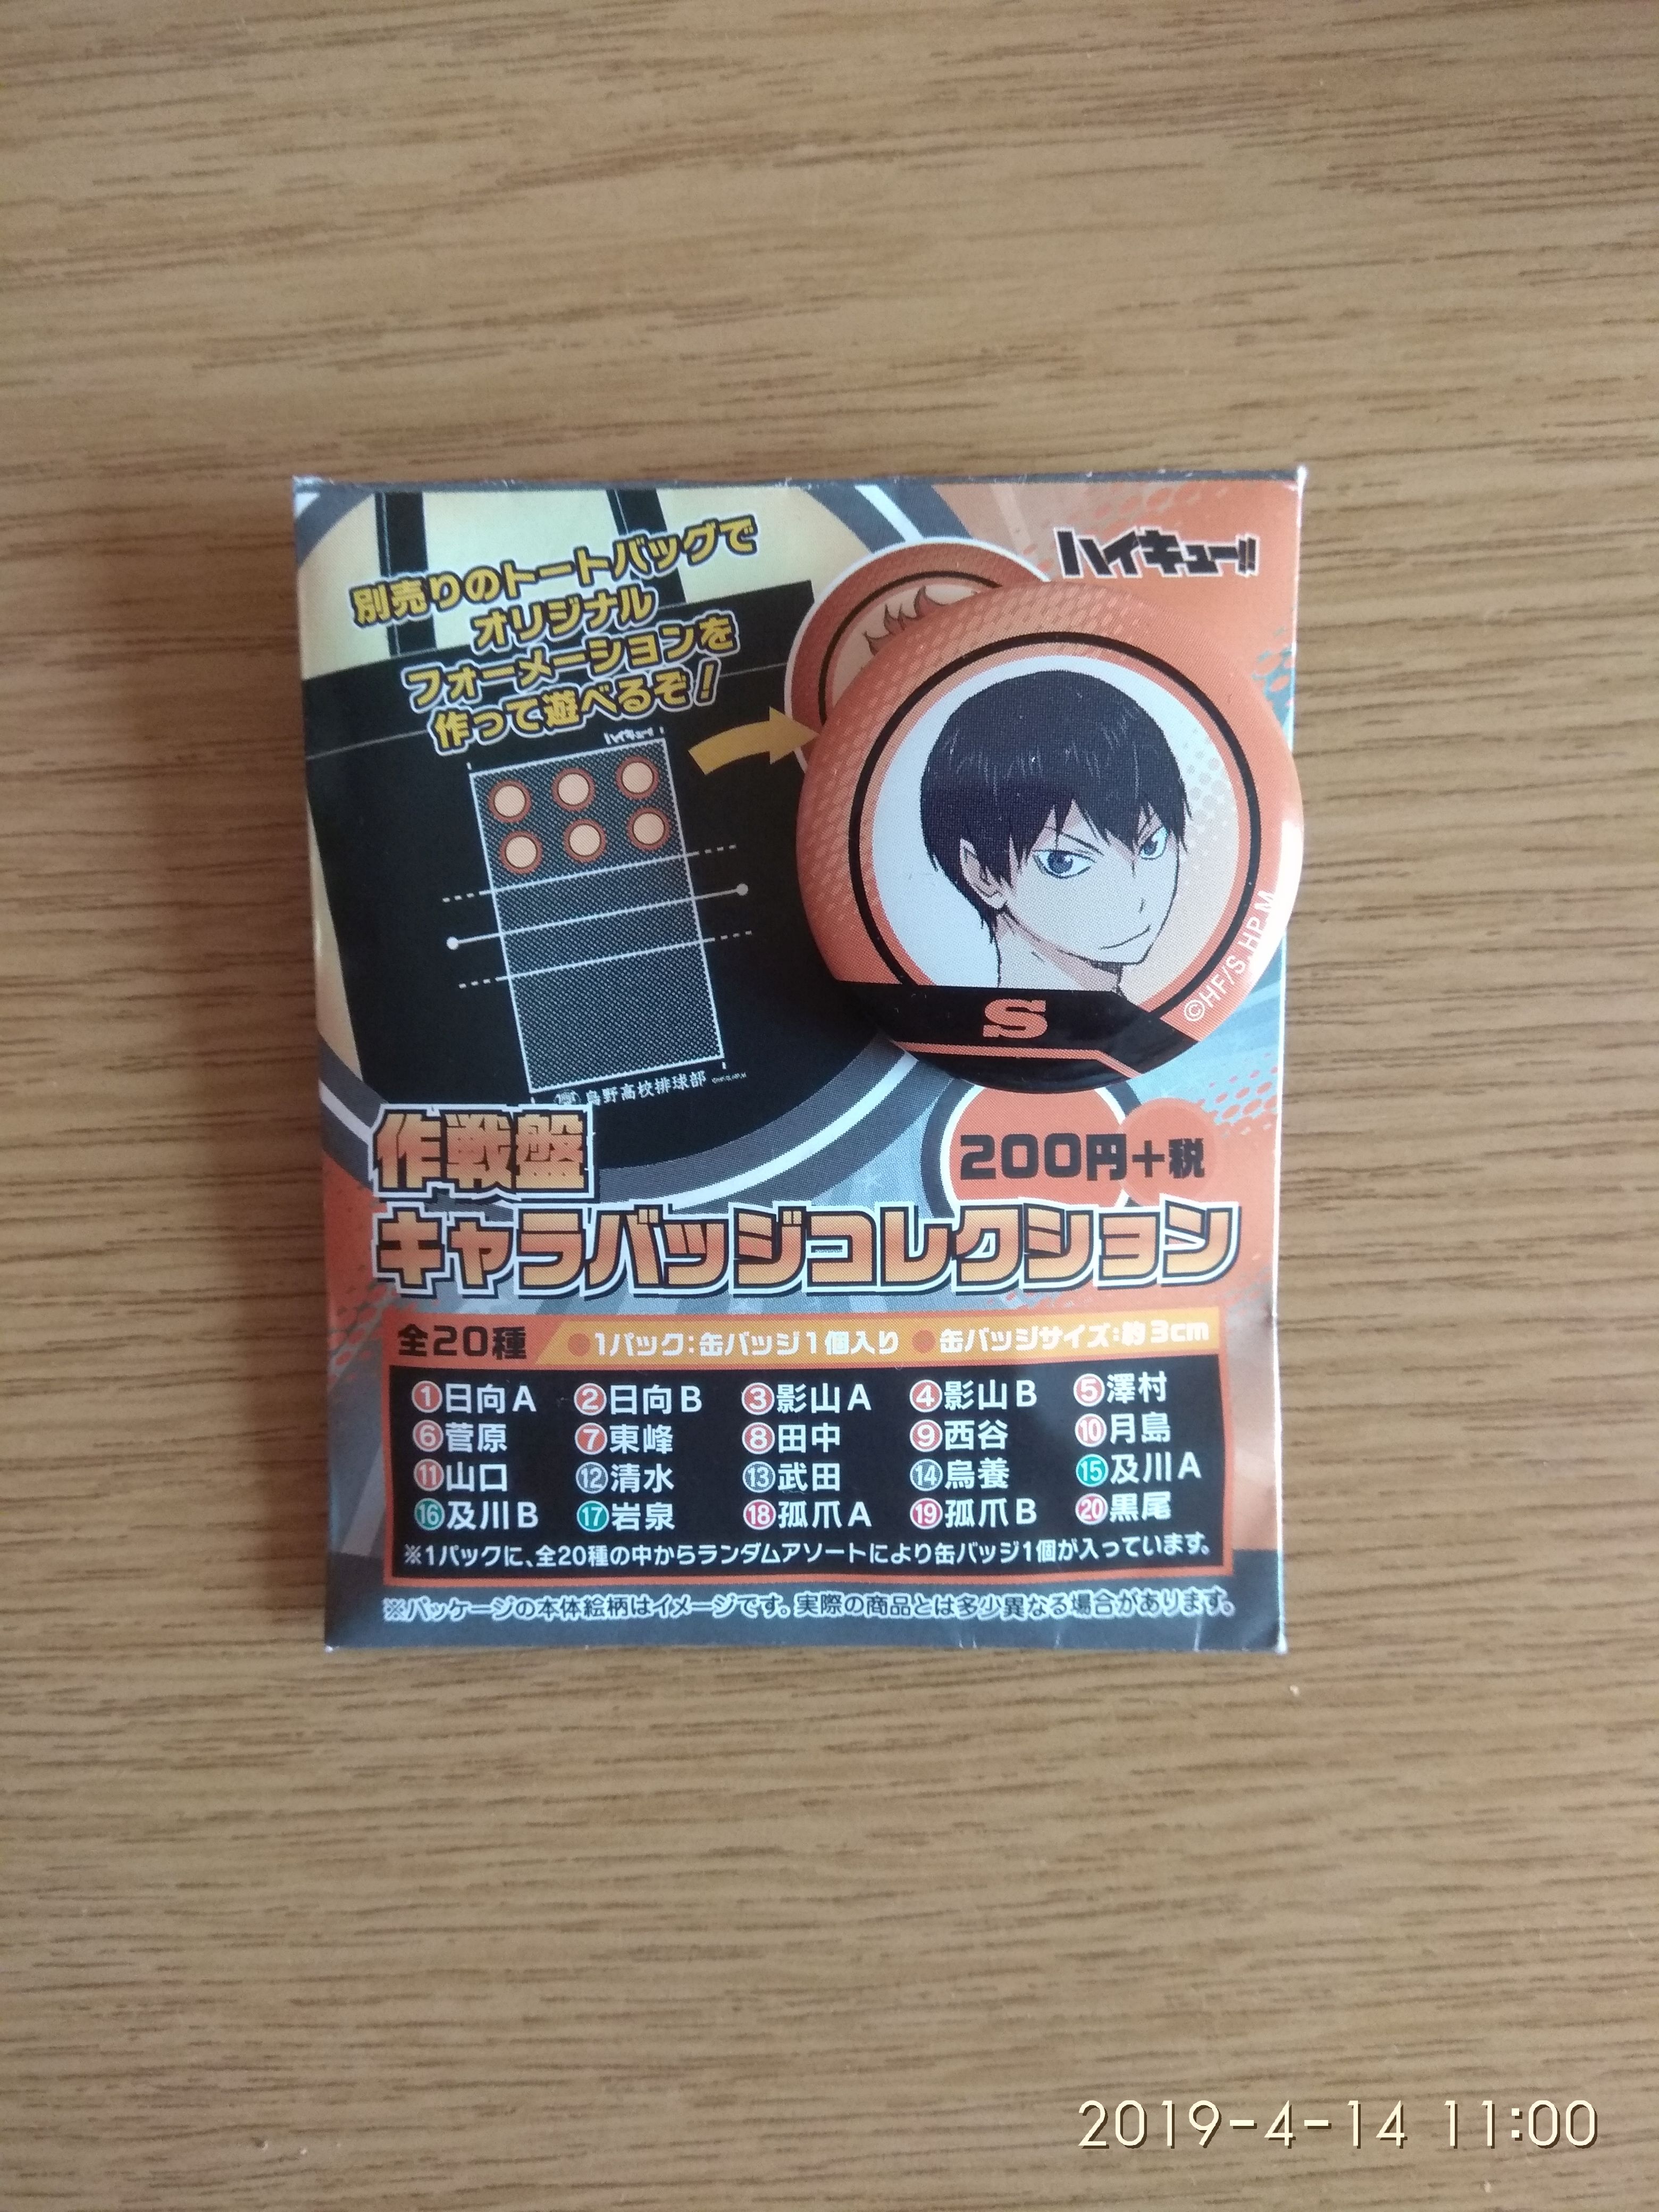 別売りのトートバッグで
オリジナル
フォーメーションを
作って遊べるぞ!
ハイキュー!!
ハイキュー!!
烏野高校排球部
S
©HF/S,HP,M
作戦盤
200円+税
キャラバッジコレクション
全20種 ●1パック:缶バッジ1個入り ●缶バッジサイズ:約3cm
①日向A ②日向B ③影山A ④影山B ⑤澤村
⑥菅原 ⑦東峰 ⑧田中 ⑨西谷 ⑩月島
⑪山口 ⑫清水 ⑬武田 ⑭烏養 ⑮及川A
⑯及川B ⑰岩泉 ⑱孤爪A ⑲孤爪B ⑳黒尾
※1パックに、全20種の中からランダムアソートにより缶バッジ1個が入っています。
※パッケージの本体絵柄はイメージです。実際の商品とは多少異なる場合があります。
2019-4-14 11:00